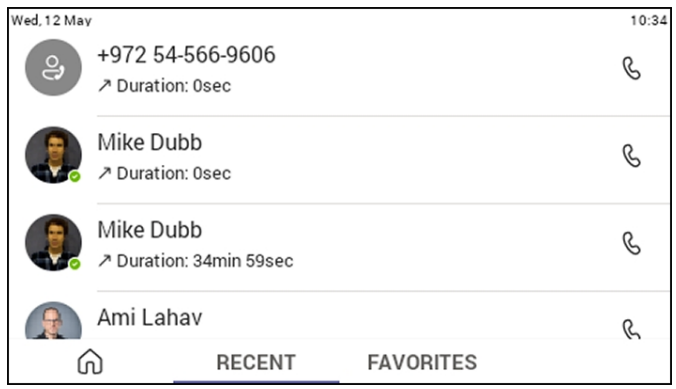 Wed, 12 May 10:34
+972 54-566-9606
↗ Duration: 0sec
Mike Dubb
↗ Duration: 0sec
Mike Dubb
↗ Duration: 34min 59sec
Ami Lahav
RECENT FAVORITES